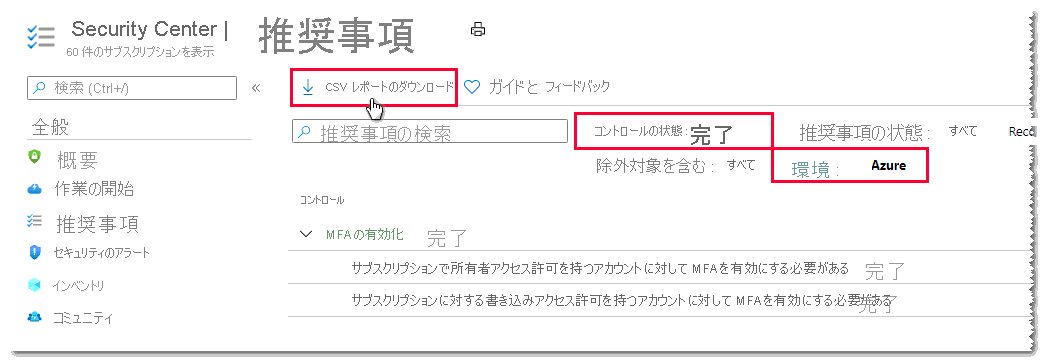 Security Center | 推奨事項
60 件のサブスクリプションを表示
検索 (Ctrl+/) «
CSV レポートのダウンロード ガイドと フィードバック
推奨事項の検索 コントロールの状態: 完了 推奨事項の状態: すべて Reco
除外対象を含む: すべて 環境: Azure
全般
概要
作業の開始
推奨事項
セキュリティのアラート
インベントリ
コミュニティ
コントロール
MFAの有効化 完了
サブスクリプションで所有者アクセス許可を持つアカウントに対して MFAを有効にする必要がある 完了
サブスクリプションに対する書き込みアクセス許可を持つアカウントに対して MFAを有効にする必要がある 完了